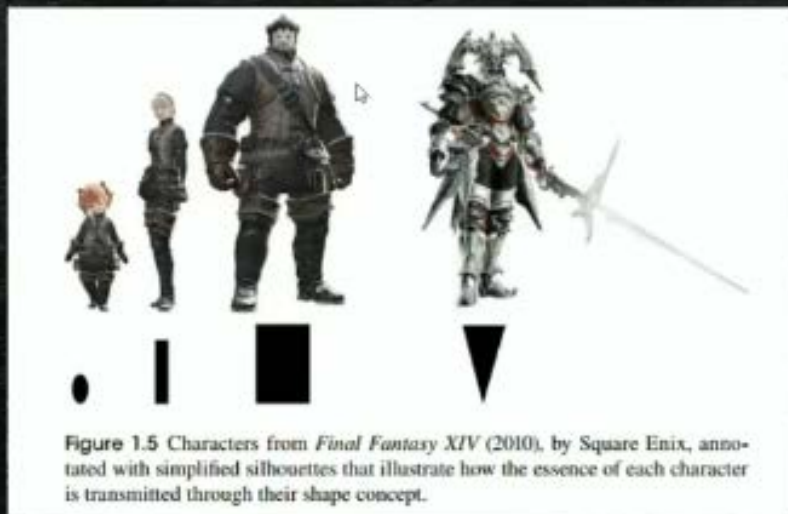 Figure 1.5 Characters from Final Fantasy XIV (2010), by Square Enix, anno-
tated with simplified silhouettes that illustrate how the essence of each character
is transmitted through their shape concept.